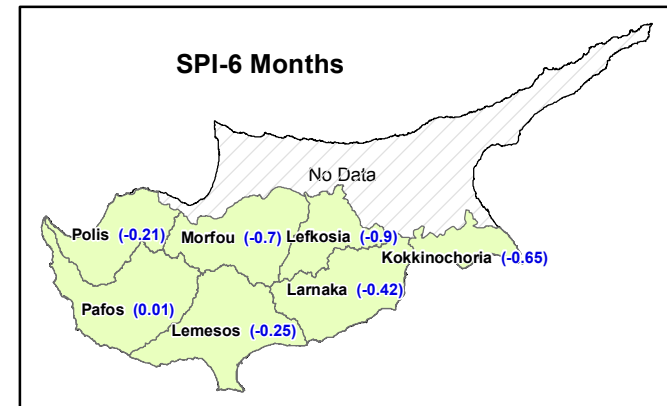 SPI-6 Months
No Data
Polis (-0.21)
Morfou (-0.7)
Lefkosia (-0.9)
Kokkinochoria (-0.65)
Larnaka (-0.42)
Pafos (0.01)
Lemesos (-0.25)